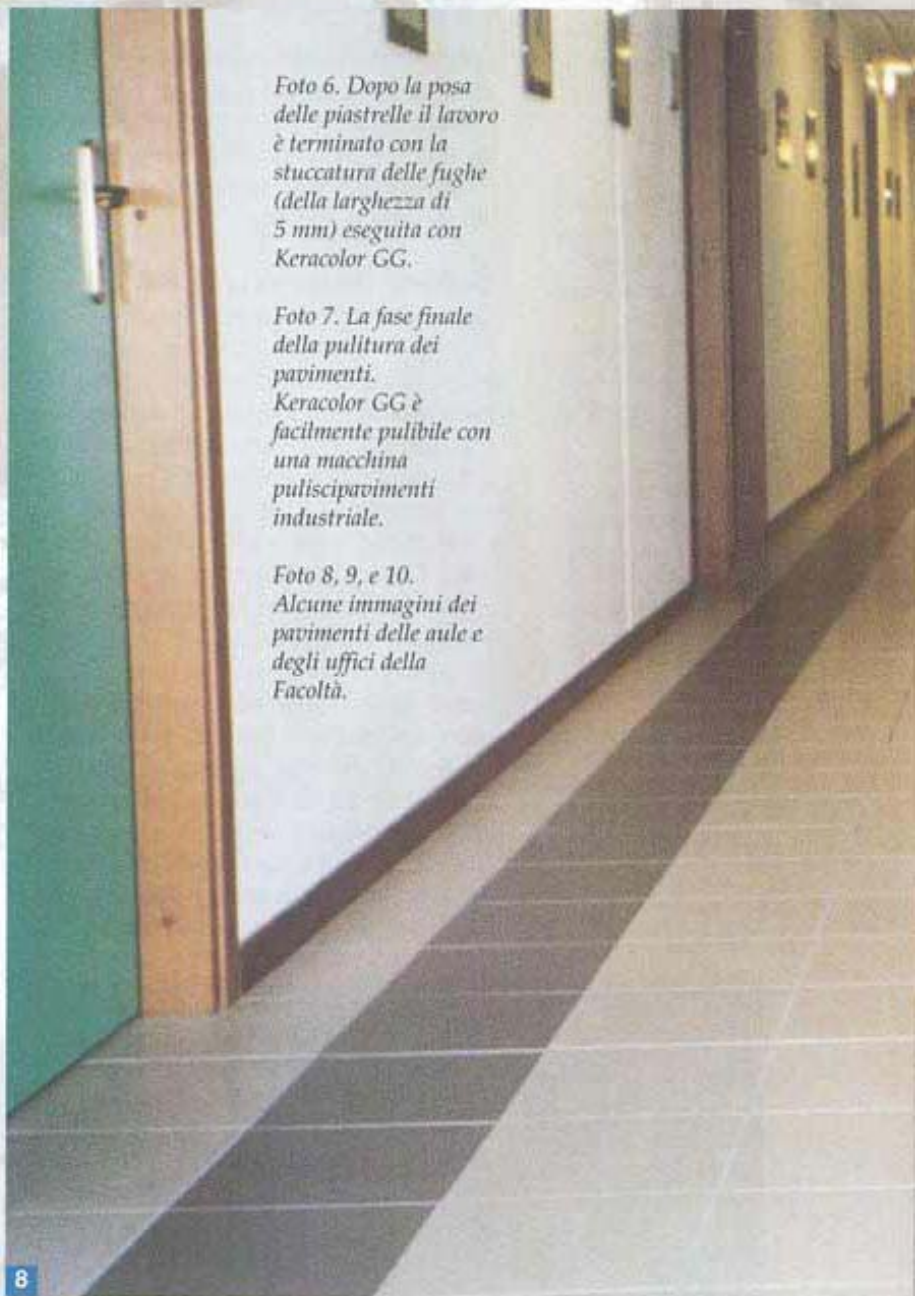 Foto 6. Dopo la posa
delle piastrelle il lavoro
è terminato con la
stuccatura delle fughe
(della larghezza di
5 mm) eseguita con
Keracolor GG.
Foto 7. La fase finale
della pulitura dei
pavimenti.
Keracolor GG è
facilmente pulibile con
una macchina
puliscipavimenti
industriale.
Foto 8, 9, e 10.
Alcune immagini dei
pavimenti delle aule e
degli uffici della
Facoltà.
8